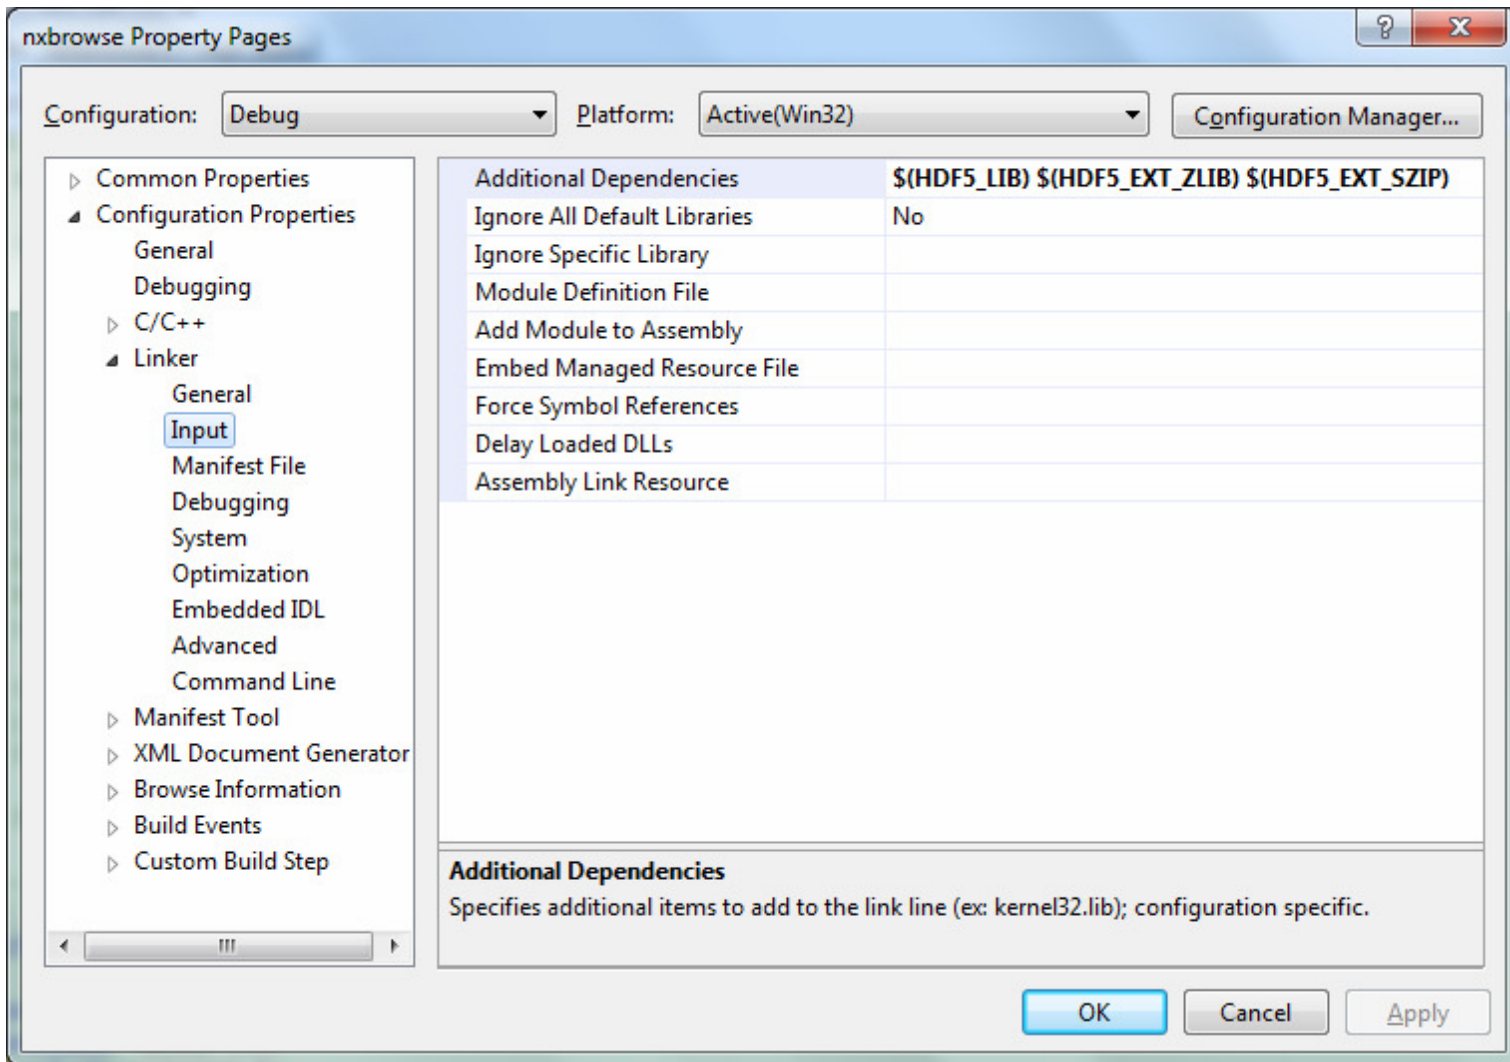 nxbrowse Property Pages
Configuration: Debug Platform: Active(Win32) Configuration Manager...
Common Properties
Configuration Properties
General
Debugging
C/C++
Linker
General
Input
Manifest File
Debugging
System
Optimization
Embedded IDL
Advanced
Command Line
Manifest Tool
XML Document Generator
Browse Information
Build Events
Custom Build Step
Additional Dependencies $(HDF5_LIB) $(HDF5_EXT_ZLIB) $(HDF5_EXT_SZIP)
Ignore All Default Libraries No
Ignore Specific Library
Module Definition File
Add Module to Assembly
Embed Managed Resource File
Force Symbol References
Delay Loaded DLLs
Assembly Link Resource
Additional Dependencies
Specifies additional items to add to the link line (ex: kernel32.lib); configuration specific.
OK Cancel Apply